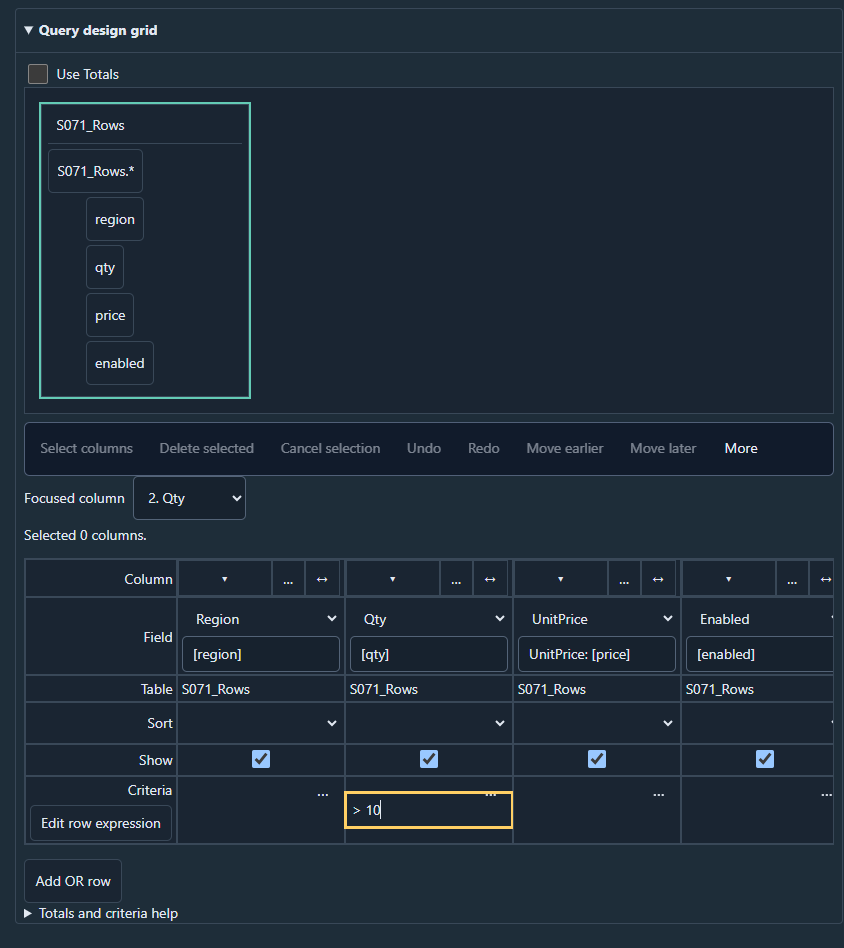 ▼ Query design grid
Use Totals
S071_Rows
S071_Rows.*
region
qty
price
enabled
Select columns Delete selected Cancel selection Undo Redo Move earlier Move later More
Focused column 2. Qty
Selected 0 columns.
Column ▼ ... ↔ ▼ ... ↔ ▼ ... ↔ ▼ ... ↔
Field Region Qty UnitPrice Enabled
[region] [qty] UnitPrice: [price] [enabled]
Table S071_Rows S071_Rows S071_Rows S071_Rows
Sort
Show
Criteria ... ... ... ...
Edit row expression > 10
Add OR row
▶ Totals and criteria help